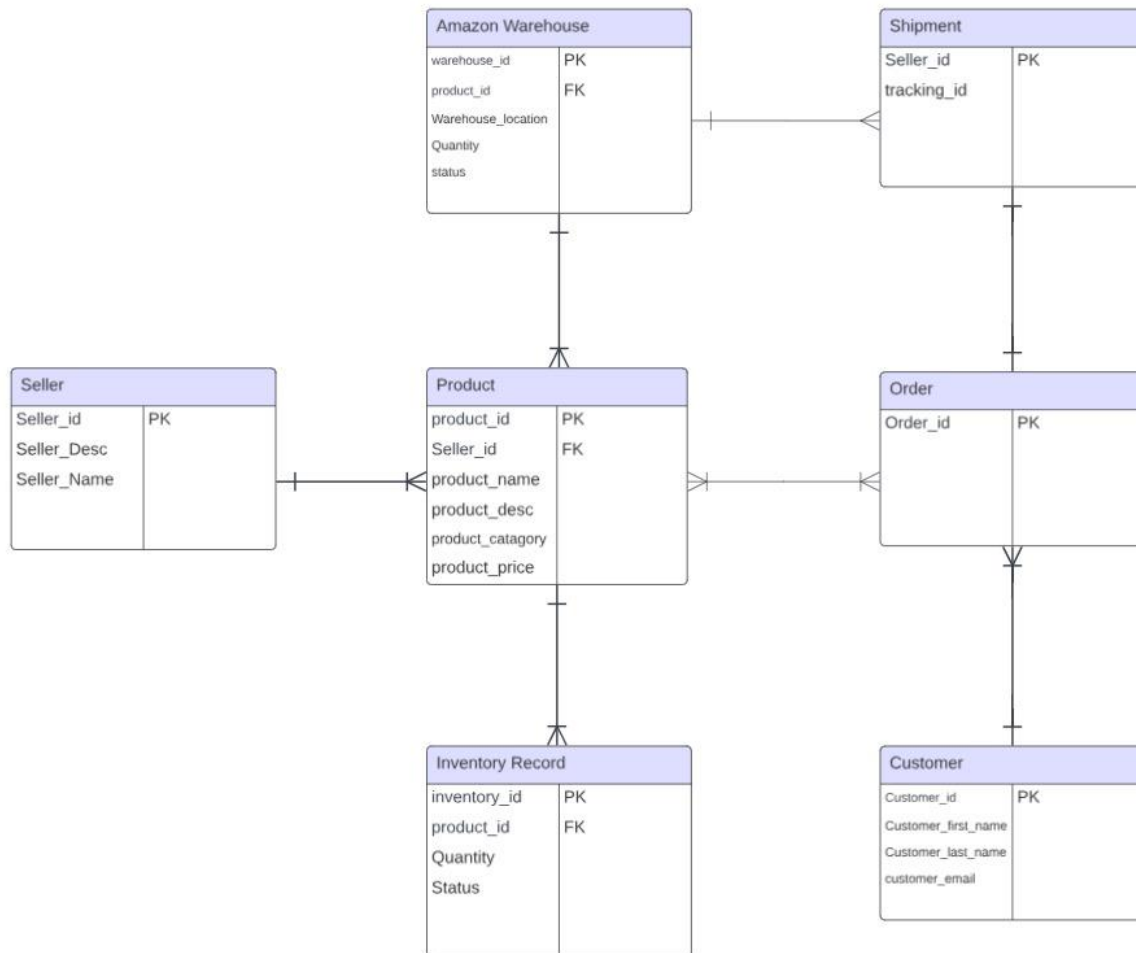 Amazon Warehouse
warehouse_id PK
product_id FK
Warehouse_location
Quantity
status
Shipment
Seller_id PK
tracking_id
Seller
Seller_id PK
Seller_Desc
Seller_Name
Product
product_id PK
Seller_id FK
product_name
product_desc
product_catagory
product_price
Order
Order_id PK
Inventory Record
inventory_id PK
product_id FK
Quantity
Status
Customer
Customer_id PK
Customer_first_name
Customer_last_name
customer_email